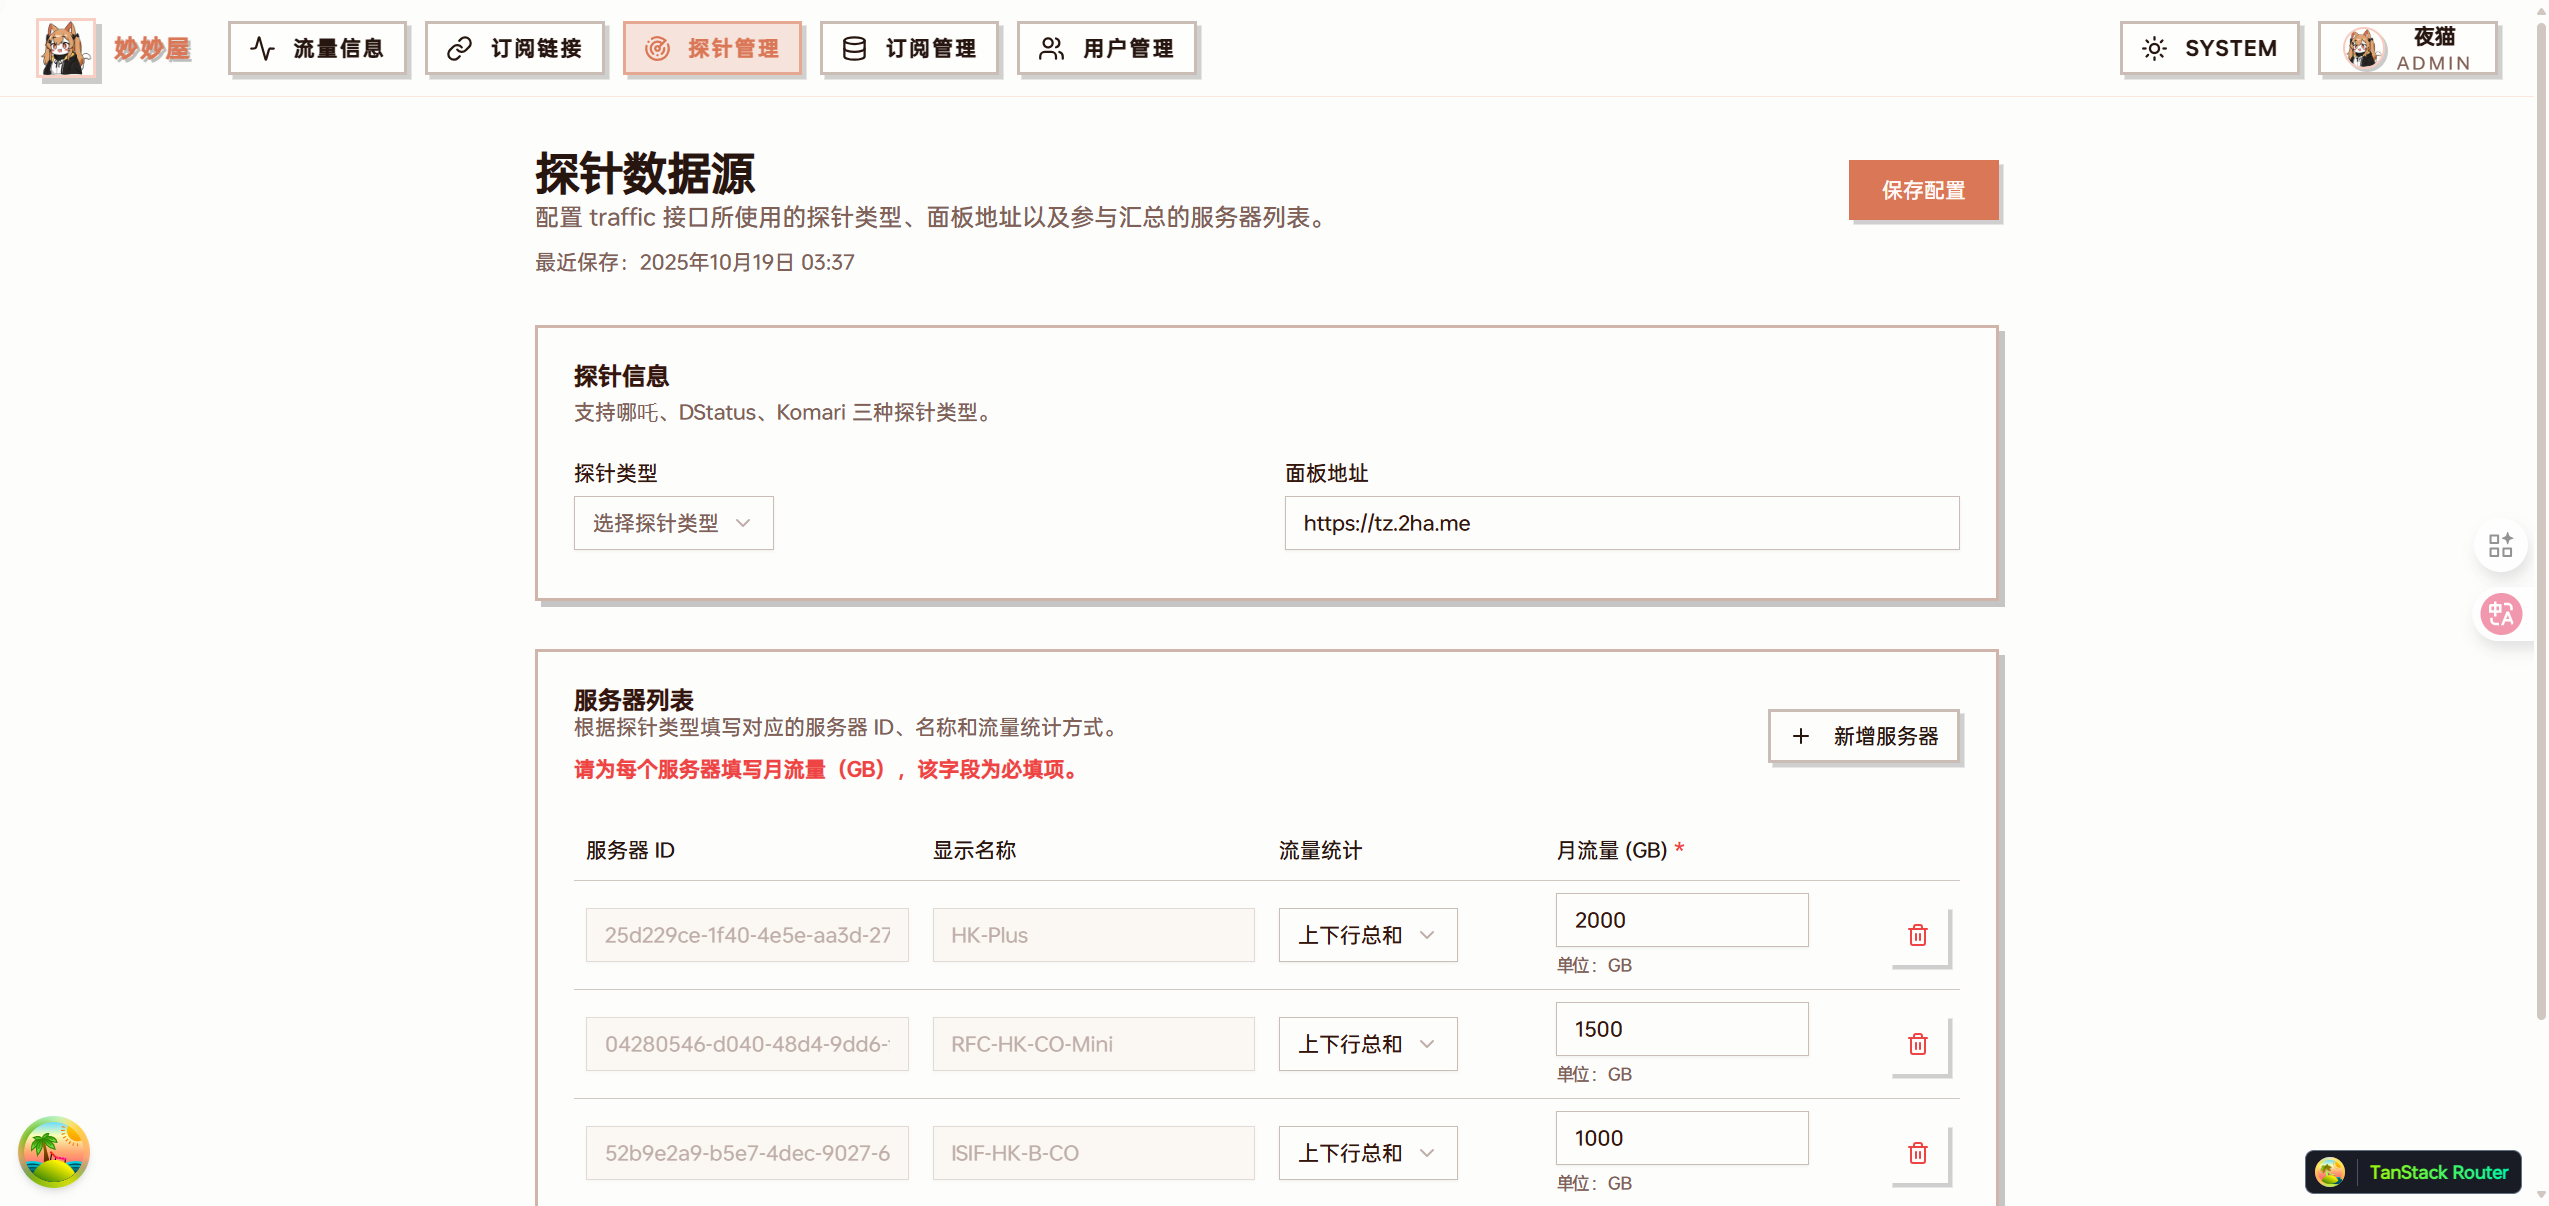 妙妙屋
流量信息
订阅链接
探针管理
订阅管理
用户管理
SYSTEM
夜猫
ADMIN
探针数据源
配置 traffic 接口所使用的探针类型、面板地址以及参与汇总的服务器列表。
最近保存：2025年10月19日 03:37
保存配置
探针信息
支持哪吒、DStatus、Komari 三种探针类型。
探针类型
面板地址
选择探针类型
https://tz.2ha.me
服务器列表
根据探针类型填写对应的服务器 ID、名称和流量统计方式。
请为每个服务器填写月流量（GB），该字段为必填项。
新增服务器
服务器 ID 显示名称 流量统计 月流量 (GB) *
25d229ce-1f40-4e5e-aa3d-27 HK-Plus 上下行总和 2000
单位：GB
04280546-d040-48d4-9dd6- RFC-HK-CO-Mini 上下行总和 1500
单位：GB
52b9e2a9-b5e7-4dec-9027-6 ISIF-HK-B-CO 上下行总和 1000
单位：GB
TanStack Router